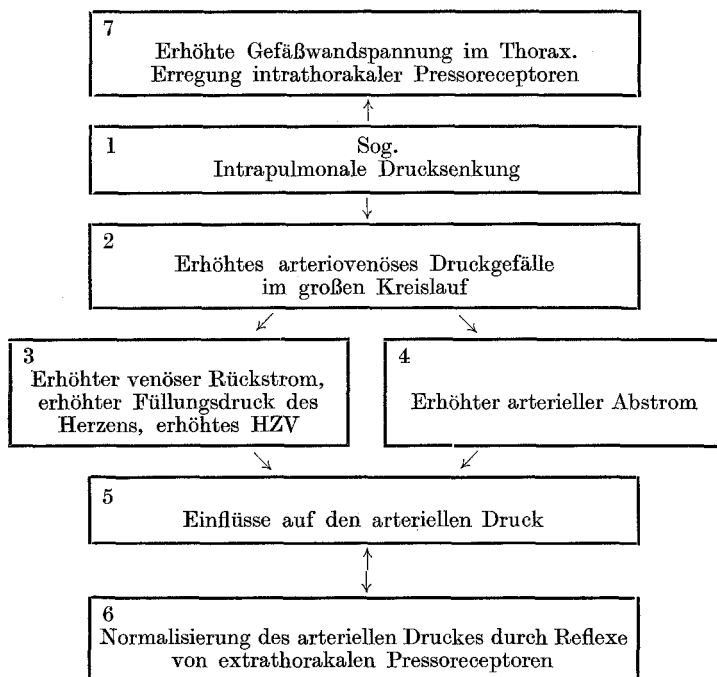 7
Erhöhte Gefäßwandspannung im Thorax.
Erregung intrathorakaler Pressoreceptoren
1
Sog.
Intrapulmonale Drucksenkung
2
Erhöhtes arteriovenöses Druckgefälle
im großen Kreislauf
3
Erhöhter venöser Rückstrom,
erhöhter Füllungsdruck des
Herzens, erhöhtes HZV
4
Erhöhter arterieller Abstrom
5
Einflüsse auf den arteriellen Druck
6
Normalisierung des arteriellen Druckes durch Reflexe
von extrathorakalen Pressoreceptoren